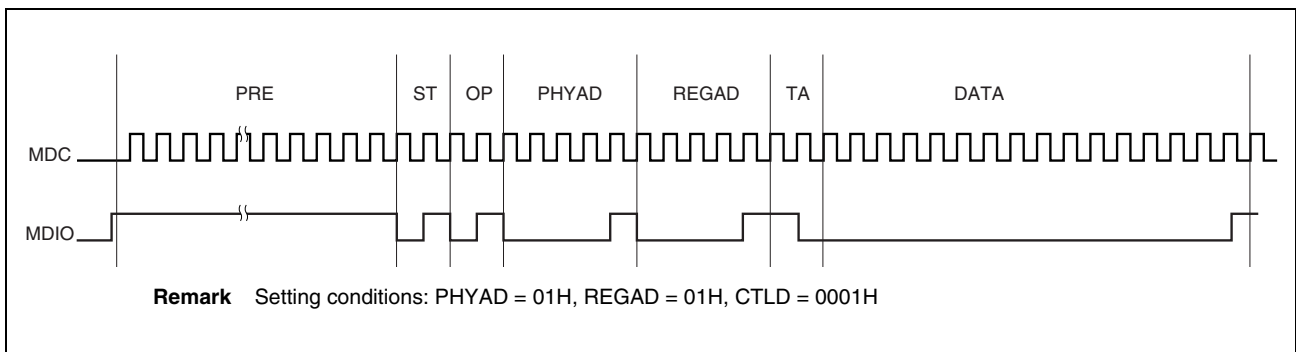 PRE ST OP PHYAD REGAD TA DATA
MDC
MDIO
Remark Setting conditions: PHYAD = 01H, REGAD = 01H, CTLD = 0001H